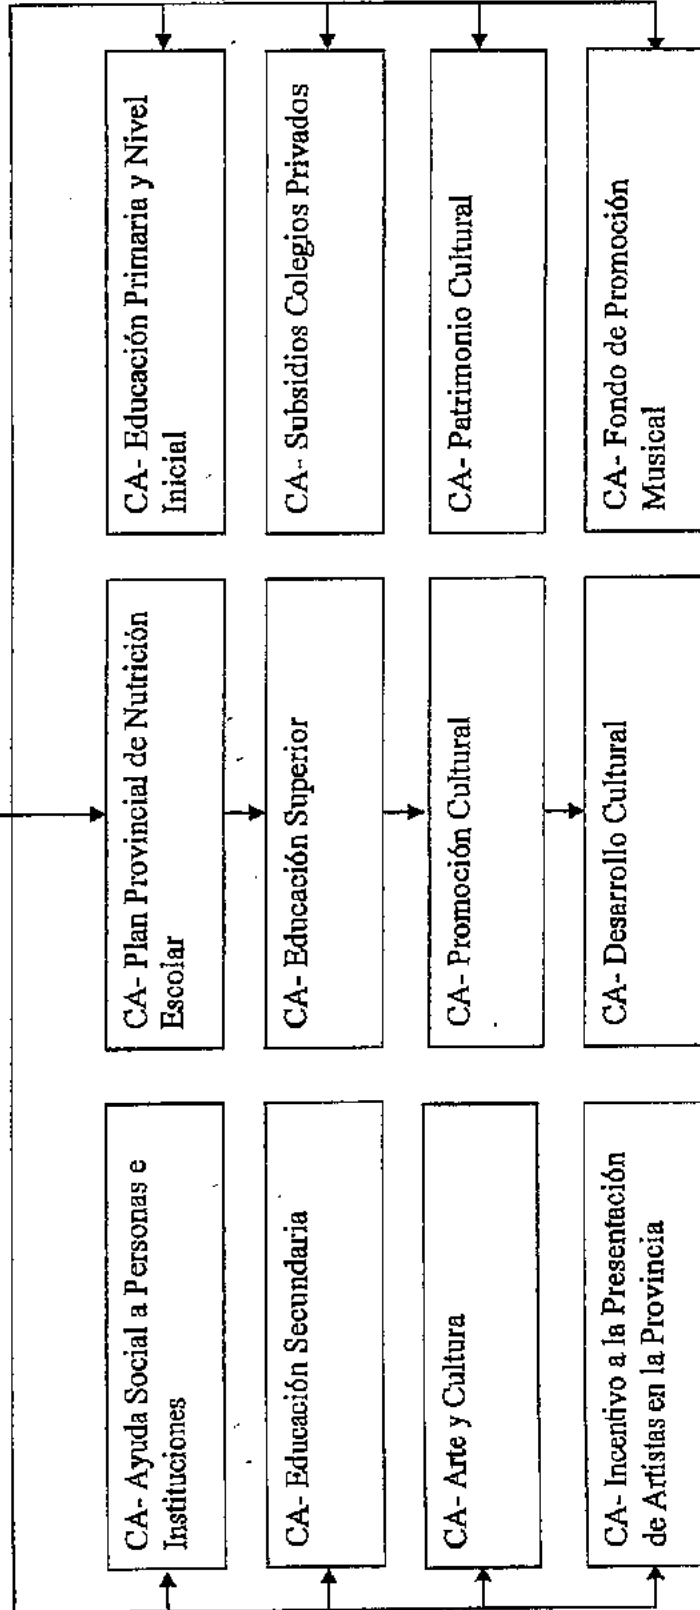 CA- Ayuda Social a Personas e
Instituciones
CA- Plan Provincial de Nutrición
Escolar
CA- Educación Primaria y Nivel
Inicial
CA- Educación Secundaria
CA- Educación Superior
CA- Subsidios Colegios Privados
CA- Arte y Cultura
CA- Promoción Cultural
CA- Patrimonio Cultural
CA- Incentivo a la Presentación
de Artistas en la Provincia
CA- Desarrollo Cultural
CA- Fondo de Promoción
Musical